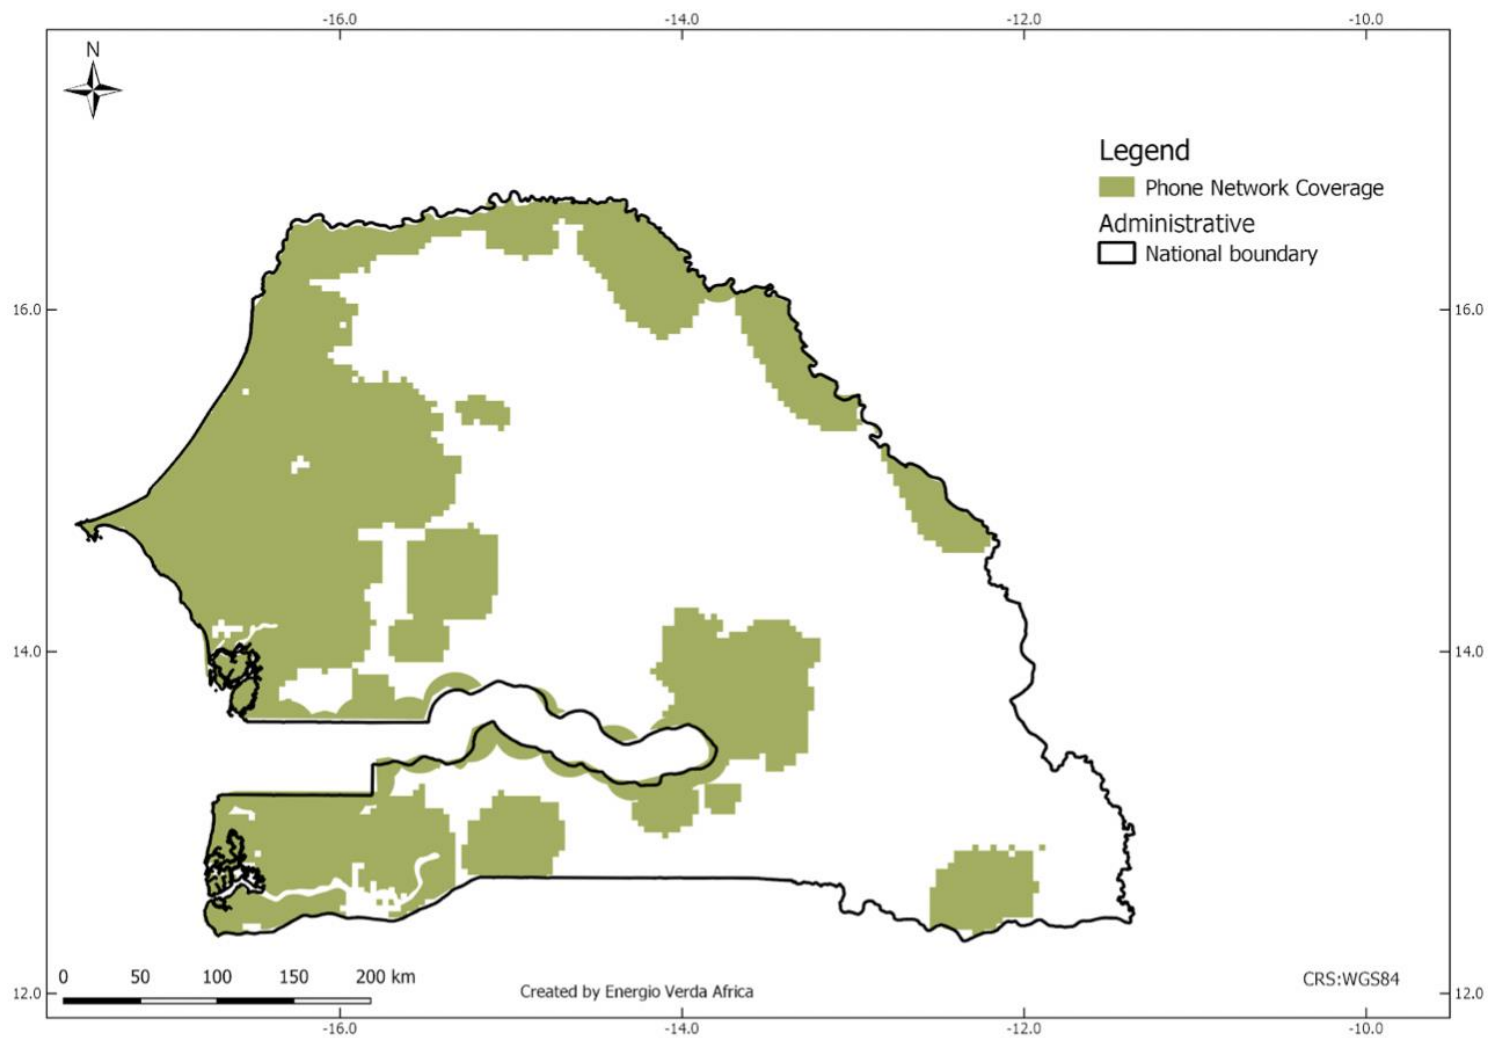 -16.0 -14.0 -12.0 -10.0
N
Legend
Phone Network Coverage
Administrative
National boundary
16.0 16.0
14.0 14.0
0 50 100 150 200 km
Created by Energio Verda Africa
CRS:WGS84
12.0 12.0
-16.0 -14.0 -12.0 -10.0